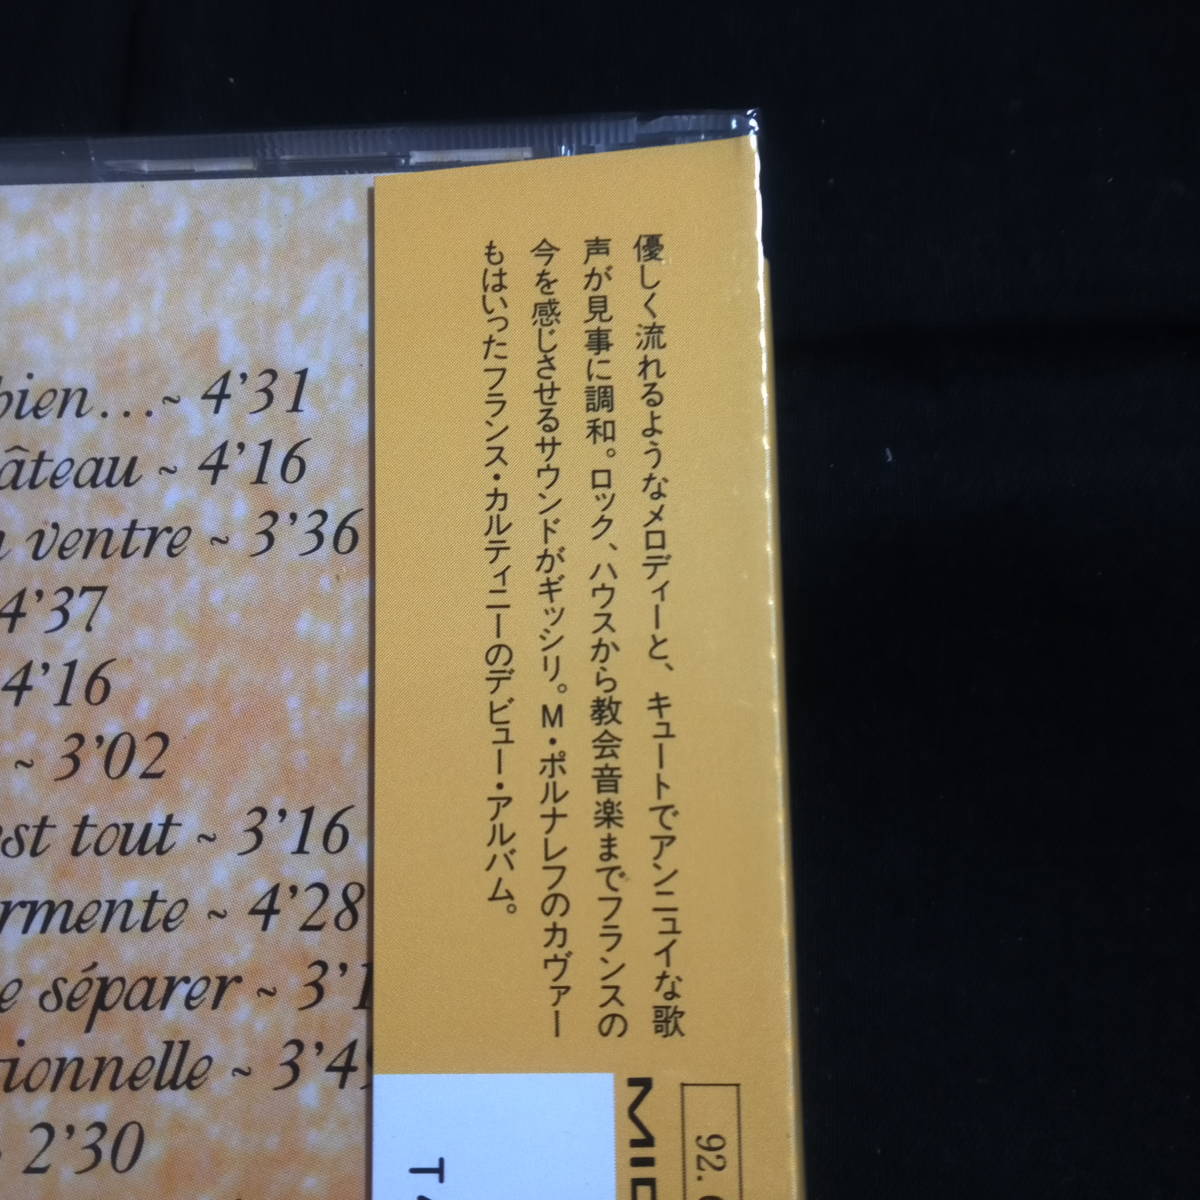 bien...~ 4'31
âteau ~ 4'16
ventre ~ 3'36
4'37
4'16
~ 3'02
est tout ~ 3'16
rmente ~ 4'28
séparer ~ 3'1
tionnelle ~ 3'4
2'30
優しく流れるようなメロディーと、キュートでアンニュイな歌
声が見事に調和。ロック、ハウスから教会音楽までフランスの
今を感じさせるサウンドがギッシリ。M・ポルナレフのカヴァー
もはいったフランス・カルティニーのデビュー・アルバム。
92.
MI
T